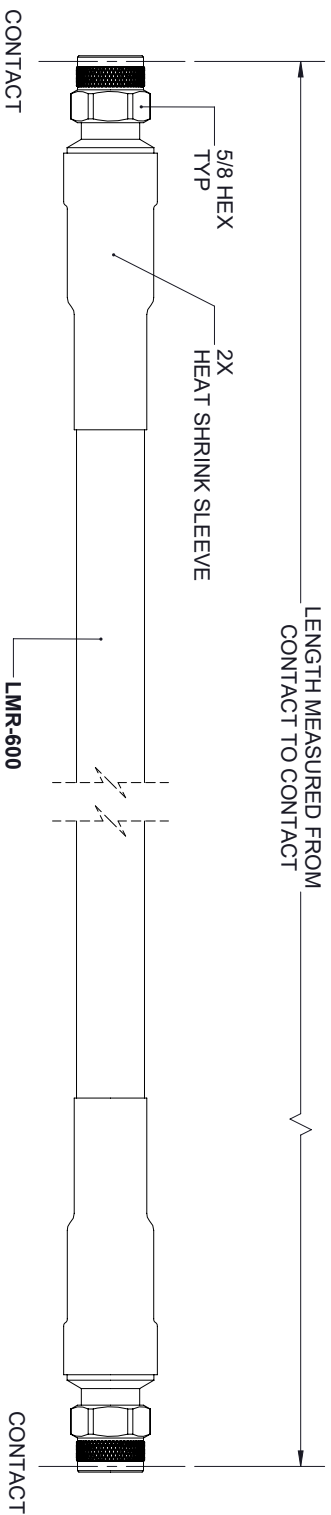 LENGTH MEASURED FROM
CONTACT TO CONTACT
5/8 HEX
TYP
2X
HEAT SHRINK SLEEVE
LMR-600
CONTACT
CONTACT